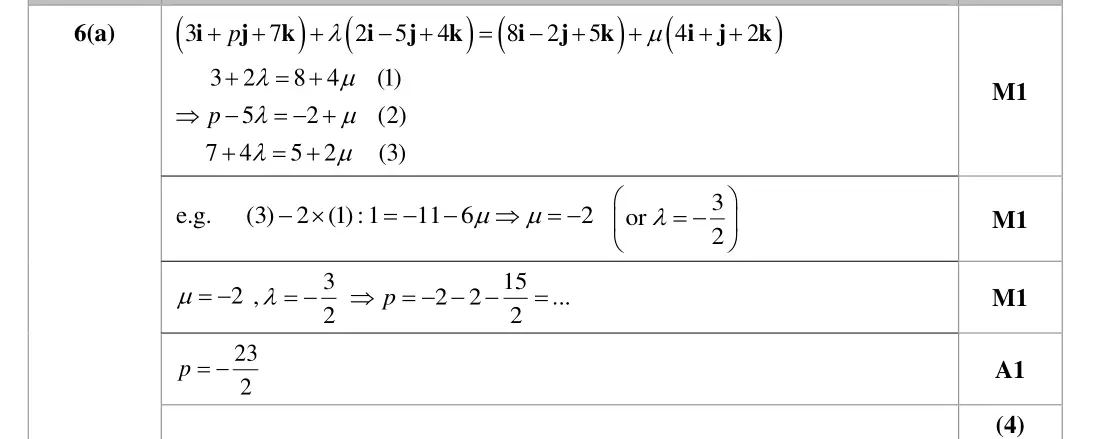 6(a)
(3i + pj + 7k) + λ(2i − 5j + 4k) = (8i − 2j + 5k) + μ(4i + j + 2k)
3 + 2λ = 8 + 4μ (1)
⇒ p − 5λ = −2 + μ (2)
7 + 4λ = 5 + 2μ (3)
M1
e.g. (3) − 2×(1): 1 = −11 − 6μ ⇒ μ = −2 (or λ = −3/2)
M1
μ = −2 , λ = −3/2 ⇒ p = −2 − 2 − 15/2 = ...
M1
p = −23/2
A1
(4)